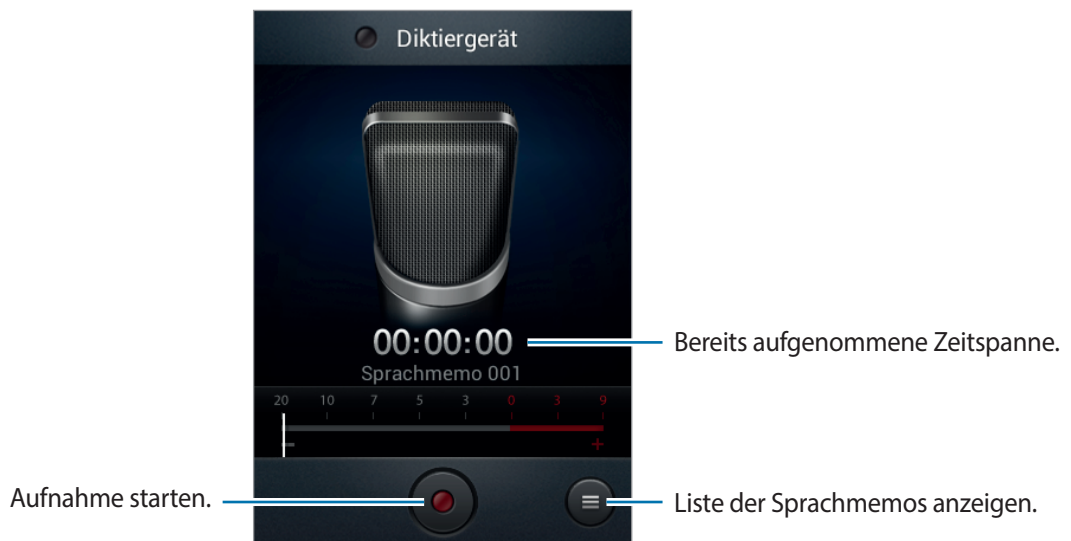 Diktiergerät
00:00:00
Bereits aufgenommene Zeitspanne.
Sprachmemo 001
20 10 7 5 3 0 3 9
− +
Aufnahme starten.
Liste der Sprachmemos anzeigen.